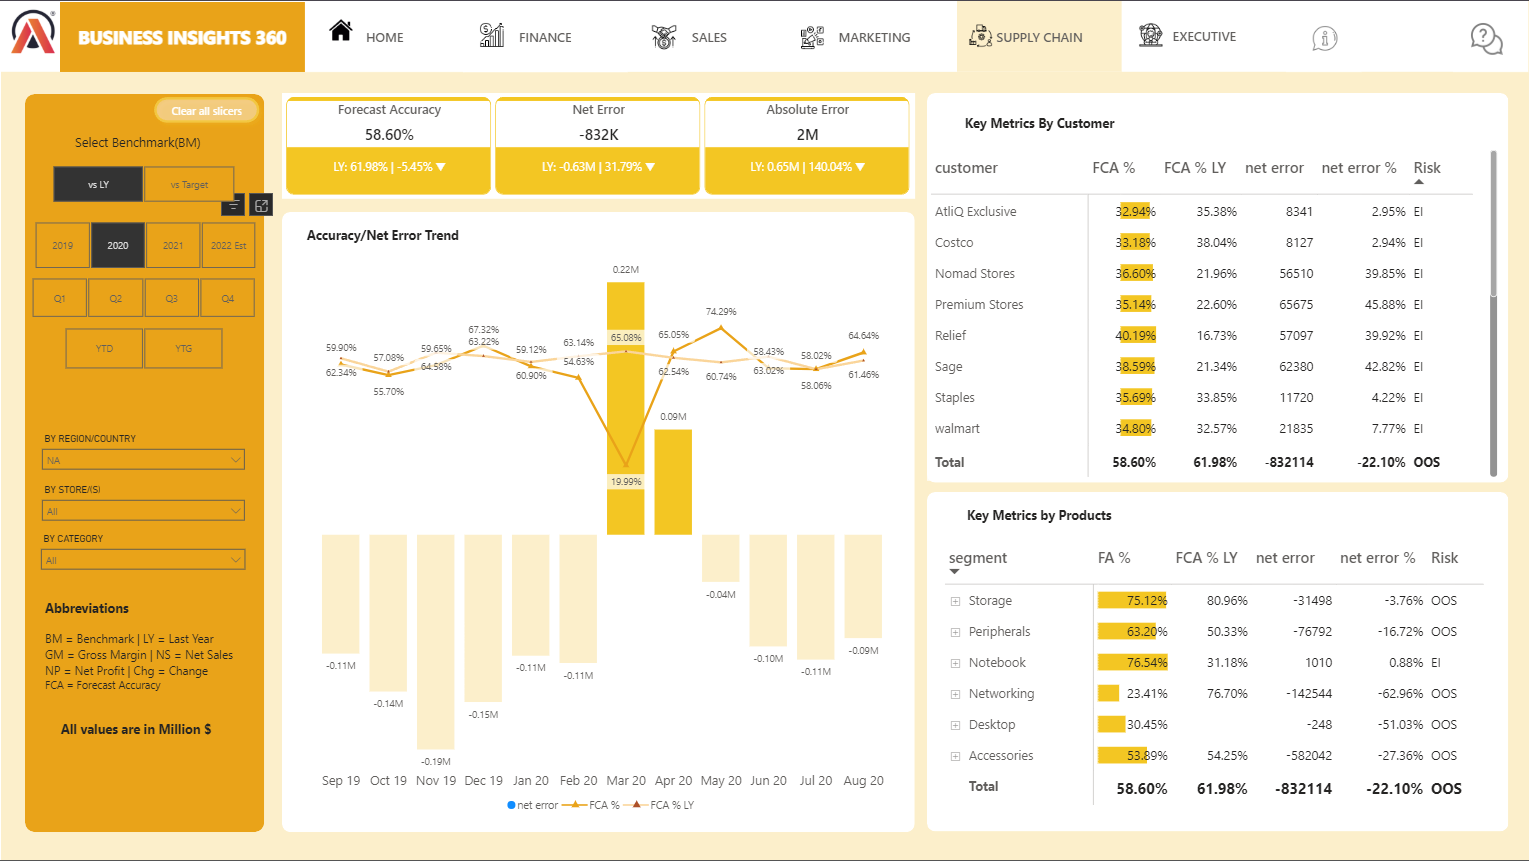 BUSINESS INSIGHTS 360
HOME
FINANCE
SALES
MARKETING
SUPPLY CHAIN
EXECUTIVE
Clear all slicers
Select Benchmark(BM)
vs LY
vs Target
2019
2020
2021
2022 Est
Q1
Q2
Q3
Q4
YTD
YTG
BY REGION/COUNTRY
NA
BY STORE/(S)
All
BY CATEGORY
All
Abbreviations
BM = Benchmark | LY = Last Year
GM = Gross Margin | NS = Net Sales
NP = Net Profit | Chg = Change
FCA = Forecast Accuracy
All values are in Million $
Forecast Accuracy
58.60%
LY: 61.98% | -5.45% ▼
Net Error
-832K
LY: -0.63M | 31.79% ▼
Absolute Error
2M
LY: 0.65M | 140.04% ▼
Accuracy/Net Error Trend
0.22M
74.29%
67.32%
65.08%
65.05%
64.64%
59.90%
57.08%
59.65%
63.22%
59.12%
63.14%
58.43%
58.02%
62.34%
64.58%
60.90%
54.63%
62.54%
60.74%
63.02%
61.46%
55.70%
58.06%
0.09M
19.99%
-0.04M
-0.11M
-0.14M
-0.19M
-0.15M
-0.11M
-0.11M
-0.10M
-0.11M
-0.09M
Sep 19 Oct 19 Nov 19 Dec 19 Jan 20 Feb 20 Mar 20 Apr 20 May 20 Jun 20 Jul 20 Aug 20
net error FCA % FCA % LY
Key Metrics By Customer
customer FCA % FCA % LY net error net error % Risk
AtliQ Exclusive 32.94% 35.38% 8341 2.95% EI
Costco 33.18% 38.04% 8127 2.94% EI
Nomad Stores 36.60% 21.96% 56510 39.85% EI
Premium Stores 35.14% 22.60% 65675 45.88% EI
Relief 40.19% 16.73% 57097 39.92% EI
Sage 38.59% 21.34% 62380 42.82% EI
Staples 35.69% 33.85% 11720 4.22% EI
walmart 34.80% 32.57% 21835 7.77% EI
Total 58.60% 61.98% -832114 -22.10% OOS
Key Metrics by Products
segment FA % FCA % LY net error net error % Risk
Storage 75.12% 80.96% -31498 -3.76% OOS
Peripherals 63.20% 50.33% -76792 -16.72% OOS
Notebook 76.54% 31.18% 1010 0.88% EI
Networking 23.41% 76.70% -142544 -62.96% OOS
Desktop 30.45% -248 -51.03% OOS
Accessories 53.89% 54.25% -582042 -27.36% OOS
Total 58.60% 61.98% -832114 -22.10% OOS